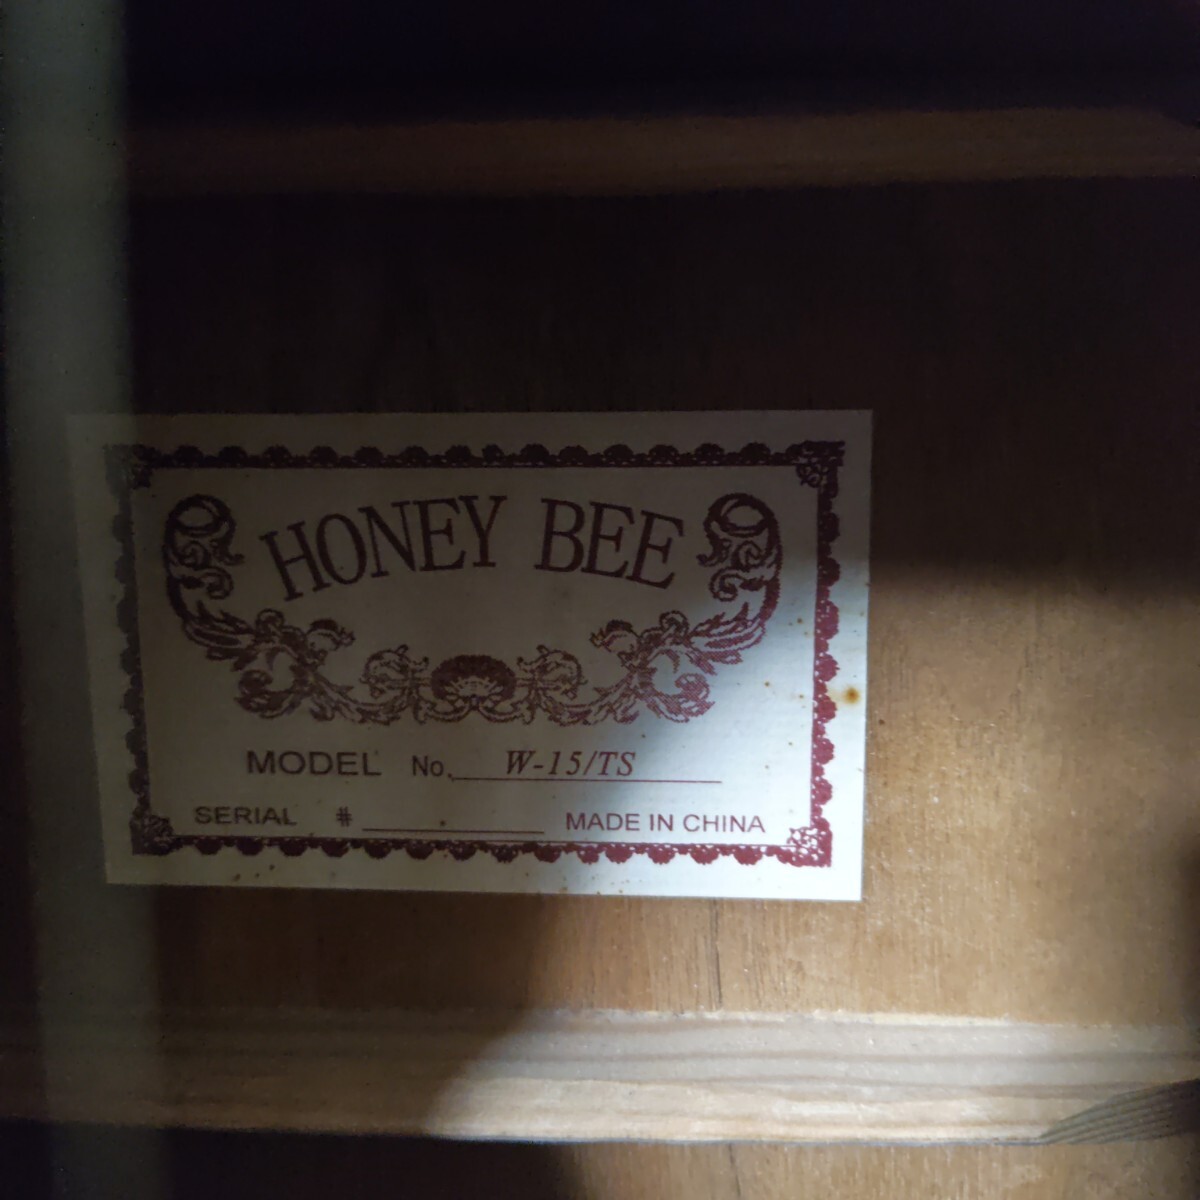 HONEY BEE
MODEL No. W-15/TS
SERIAL # MADE IN CHINA